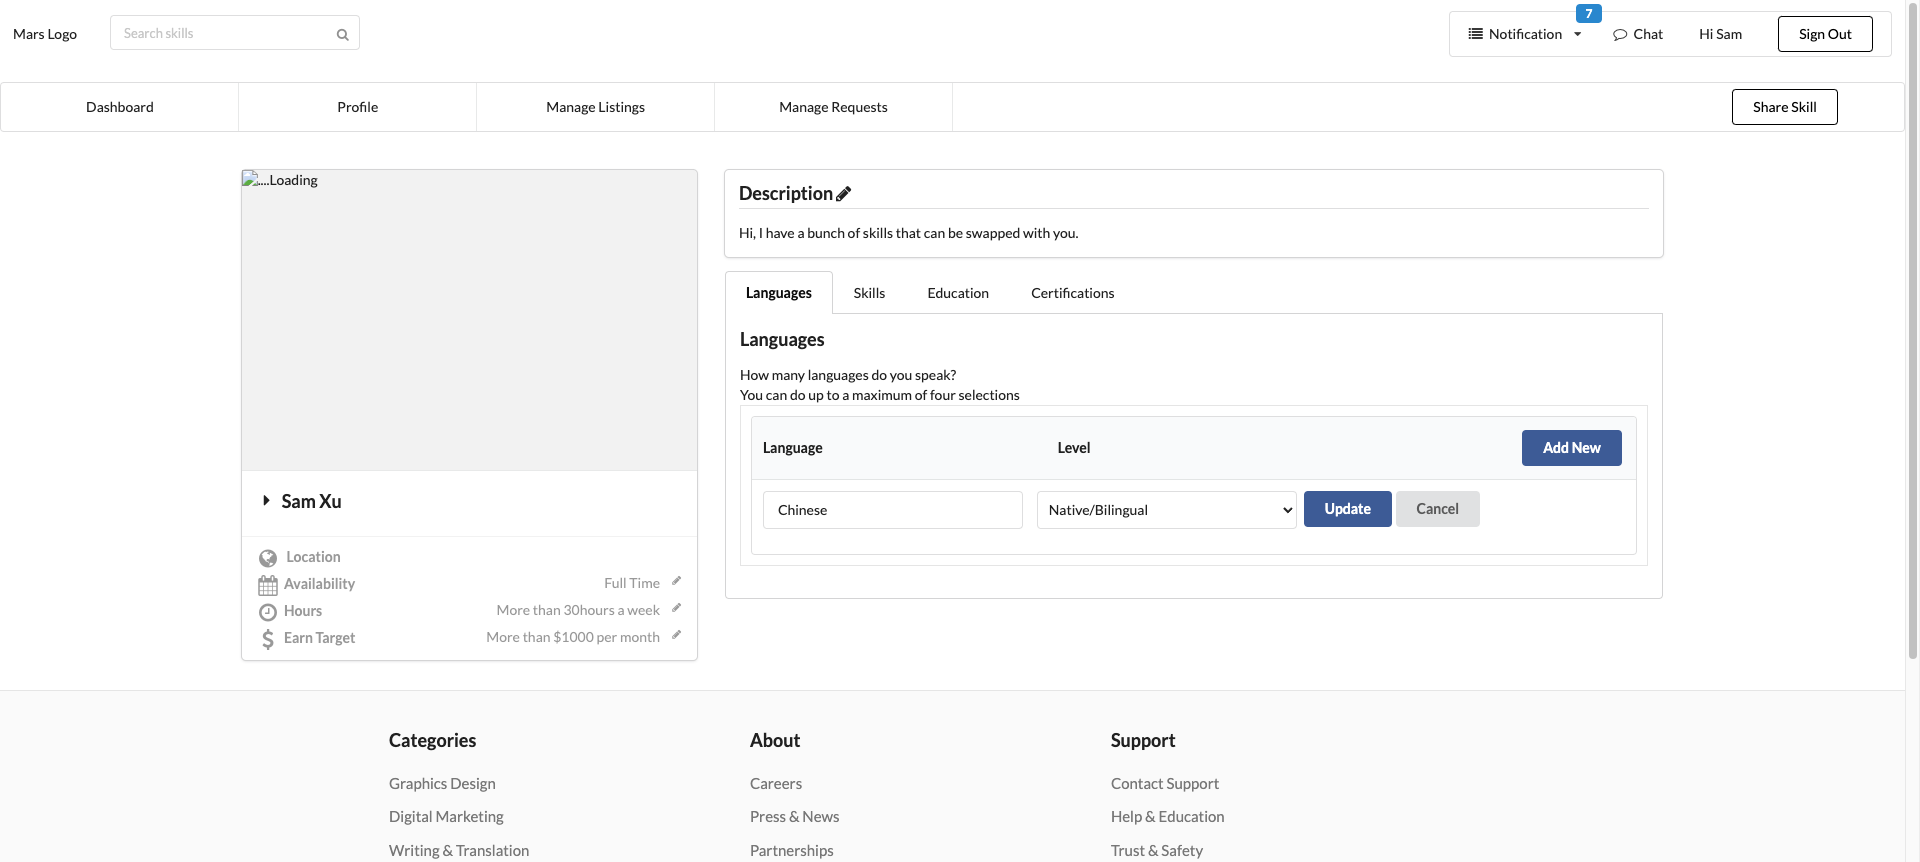 Mars Logo
Search skills
7
Notification
Chat
Hi Sam
Sign Out
Dashboard
Profile
Manage Listings
Manage Requests
Share Skill
....Loading
Sam Xu
Location
Availability
Full Time
Hours
More than 30hours a week
Earn Target
More than $1000 per month
Description
Hi, I have a bunch of skills that can be swapped with you.
Languages
Skills
Education
Certifications
Languages
How many languages do you speak?
You can do up to a maximum of four selections
Language
Level
Add New
Chinese
Native/Bilingual
Update
Cancel
Categories
Graphics Design
Digital Marketing
Writing & Translation
About
Careers
Press & News
Partnerships
Support
Contact Support
Help & Education
Trust & Safety